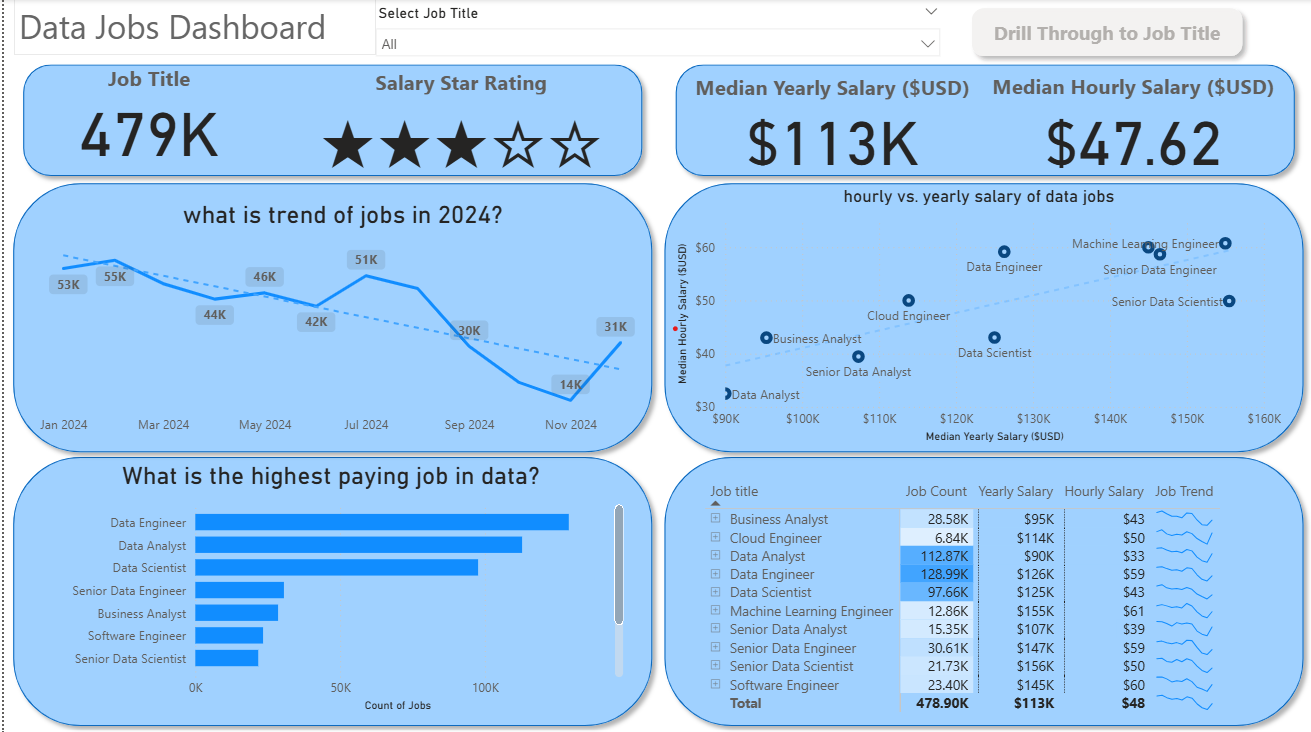 Data Jobs Dashboard
Select Job Title
All
Drill Through to Job Title
Job Title
479K
Salary Star Rating
Median Yearly Salary ($USD)
$113K
Median Hourly Salary ($USD)
$47.62
what is trend of jobs in 2024?
53K
55K
44K
46K
42K
51K
30K
14K
31K
Jan 2024
Mar 2024
May 2024
Jul 2024
Sep 2024
Nov 2024
hourly vs. yearly salary of data jobs
Median Hourly Salary ($USD)
$60
$50
$40
$30
Machine Learning Engineer
Data Engineer
Senior Data Engineer
Senior Data Scientist
Cloud Engineer
Business Analyst
Data Scientist
Senior Data Analyst
Data Analyst
$90K
$100K
$110K
$120K
$130K
$140K
$150K
$160K
Median Yearly Salary ($USD)
What is the highest paying job in data?
Data Engineer
Data Analyst
Data Scientist
Senior Data Engineer
Business Analyst
Software Engineer
Senior Data Scientist
0K
50K
100K
Count of Jobs
Job title Job Count Yearly Salary Hourly Salary Job Trend
Business Analyst 28.58K $95K $43
Cloud Engineer 6.84K $114K $50
Data Analyst 112.87K $90K $33
Data Engineer 128.99K $126K $59
Data Scientist 97.66K $125K $43
Machine Learning Engineer 12.86K $155K $61
Senior Data Analyst 15.35K $107K $39
Senior Data Engineer 30.61K $147K $59
Senior Data Scientist 21.73K $156K $50
Software Engineer 23.40K $145K $60
Total 478.90K $113K $48